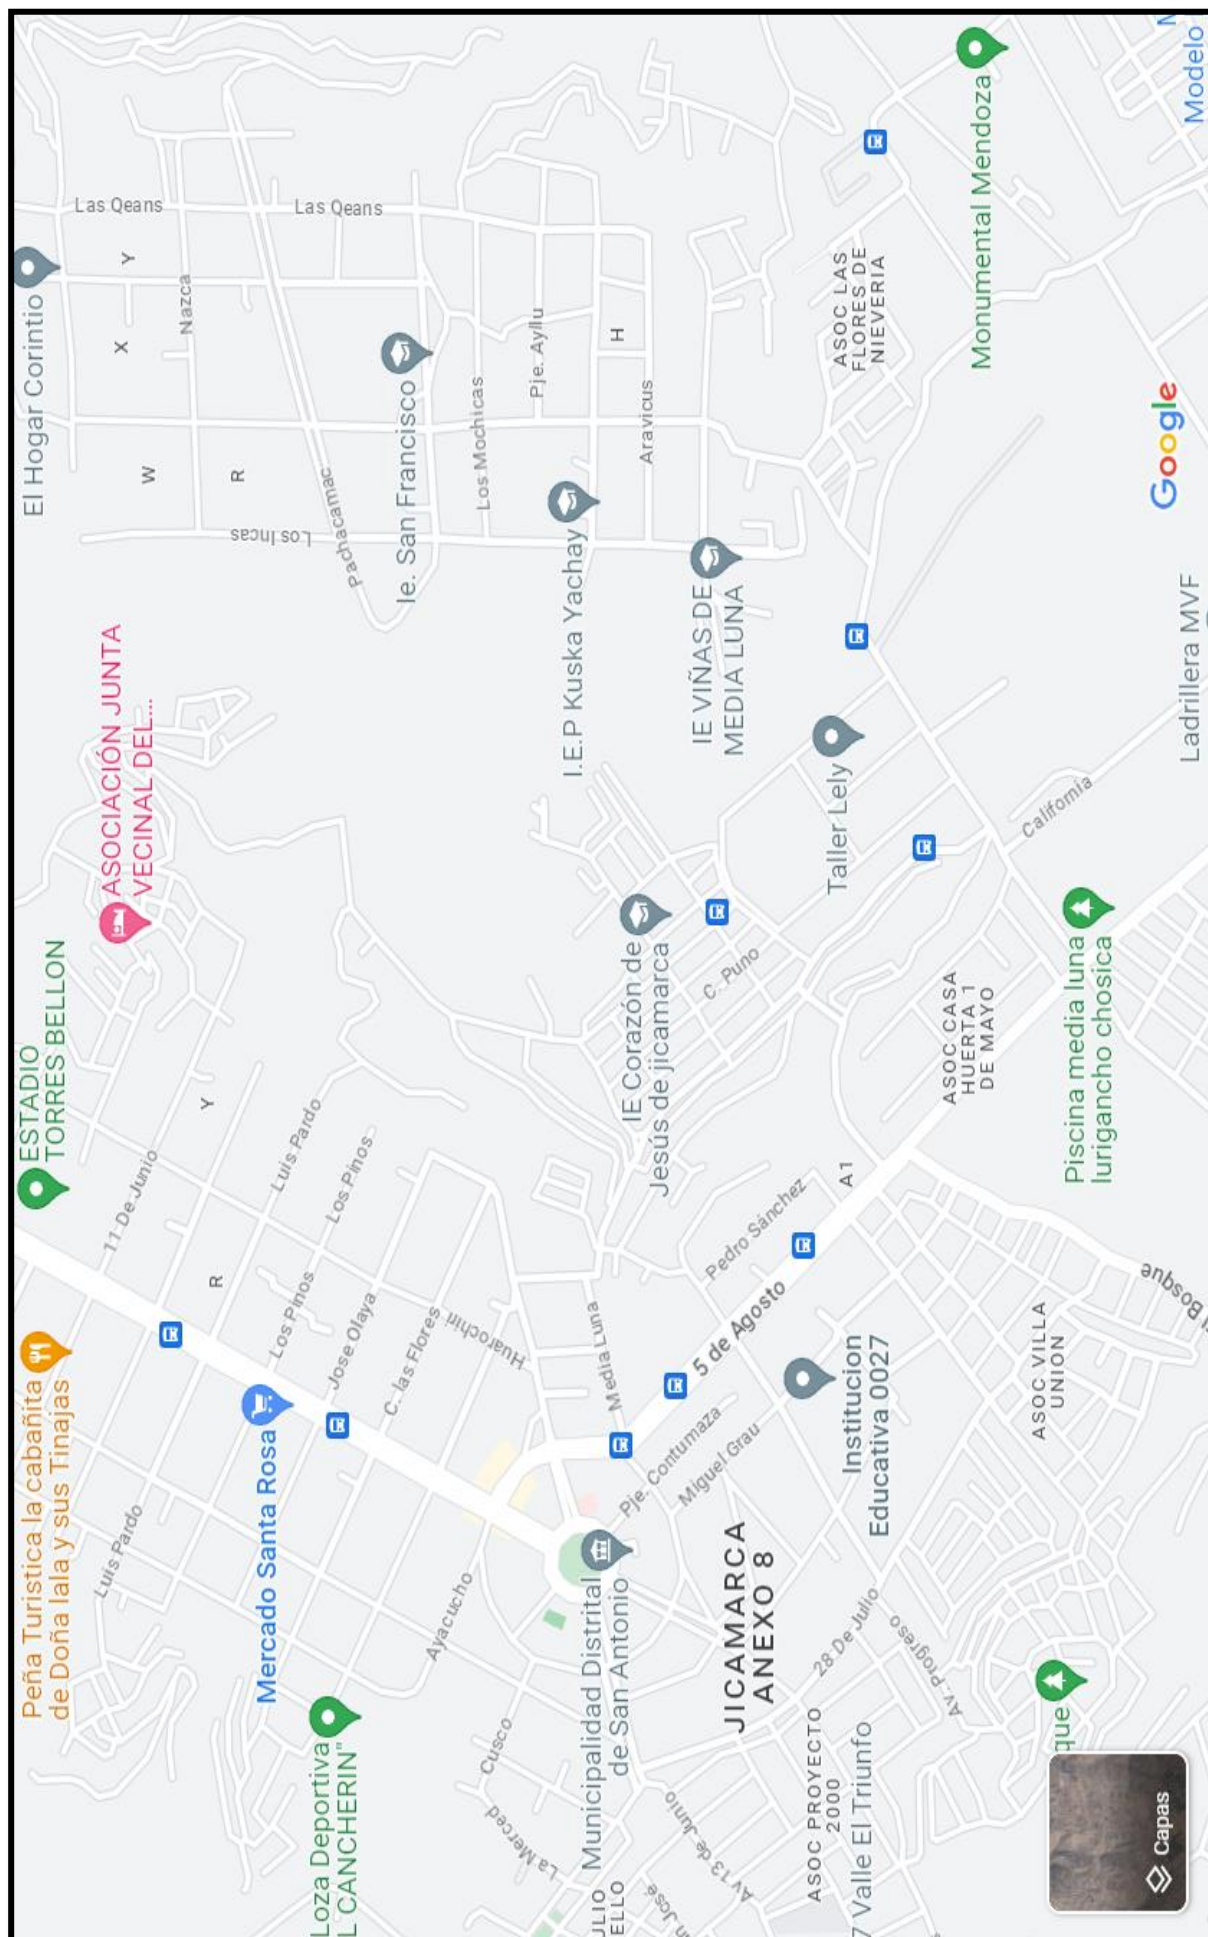 Peña Turistica la cabañita
de Doña lala y sus Tinajas
ESTADIO
TORRES BELLON
ASOCIACIÓN JUNTA
VECINAL DEL...
El Hogar Corintio
Las Qeans
Las Qeans
Y
X
Nazca
W
R
Los Incas
Pachacamac
Ie. San Francisco
Los Mochicas
Pje. Ayllu
H
Aravicus
I.E.P Kuska Yachay
IE VIÑAS DE
MEDIA LUNA
ASOC LAS
FLORES DE
NIEVERIA
Monumental Mendoza
Modelo
11 De Junio
Y
R
Luis Pardo
Los Pinos
Los Pinos
Jose Olaya
C. las Flores
Huarochiri
Media Luna
Luis Pardo
Mercado Santa Rosa
Ayacucho
Loza Deportiva
L CANCHERIN"
Cusco
La Merced
Municipalidad Distrital
de San Antonio
Pje. Contumaza
Miguel Grau
5 de Agosto
Pedro Sánchez
A1
IE Corazón de
Jesús de jicamarca
C. Puno
Taller Lely
California
Ladrillera MVF
ASOC CASA
HUERTA 1
DE MAYO
Piscina media luna
lurigancho chosica
Institucion
Educativa 0027
JICAMARCA
ANEXO 8
28 De Julio
Av. Progreso
ASOC VILLA
UNION
Bosque
ASOC PROYECTO
2000
7 Valle El Triunfo
Av 13 de Junio
n José
ULIO
ELLO
que
Capas
Google